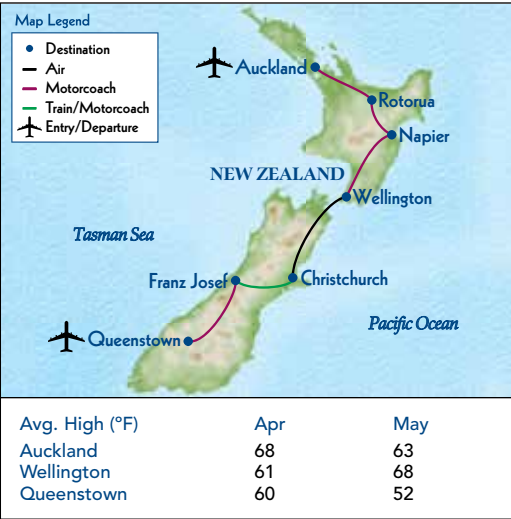 Map Legend
Destination
Air
Motorcoach
Train/Motorcoach
Entry/Departure
Auckland
Rotorua
Napier
NEW ZEALAND
Wellington
Tasman Sea
Franz Josef
Christchurch
Pacific Ocean
Queenstown
Avg. High (ºF) Apr May
Auckland 68 63
Wellington 61 68
Queenstown 60 52